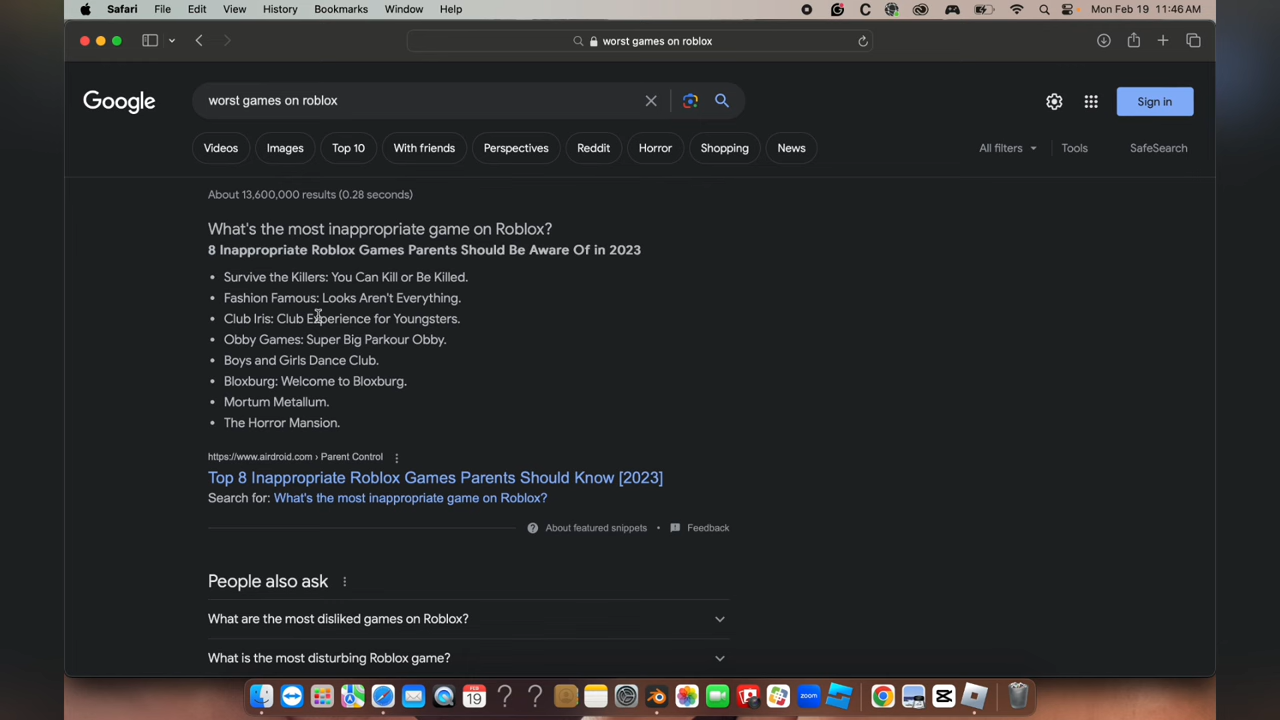 Safari File Edit View History Bookmarks Window Help Mon Feb 19 11:46 AM
worst games on roblox
Google worst games on roblox Sign in
Videos Images Top 10 With friends Perspectives Reddit Horror Shopping News All filters Tools SafeSearch
About 13,600,000 results (0.28 seconds)
What's the most inappropriate game on Roblox?
8 Inappropriate Roblox Games Parents Should Be Aware Of in 2023
• Survive the Killers: You Can Kill or Be Killed.
• Fashion Famous: Looks Aren't Everything.
• Club Iris: Club Experience for Youngsters.
• Obby Games: Super Big Parkour Obby.
• Boys and Girls Dance Club.
• Bloxburg: Welcome to Bloxburg.
• Mortum Metallum.
• The Horror Mansion.
https://www.airdroid.com › Parent Control
Top 8 Inappropriate Roblox Games Parents Should Know [2023]
Search for: What's the most inappropriate game on Roblox?
About featured snippets • Feedback
People also ask
What are the most disliked games on Roblox?
What is the most disturbing Roblox game?
FEB 19 ? ? zoom